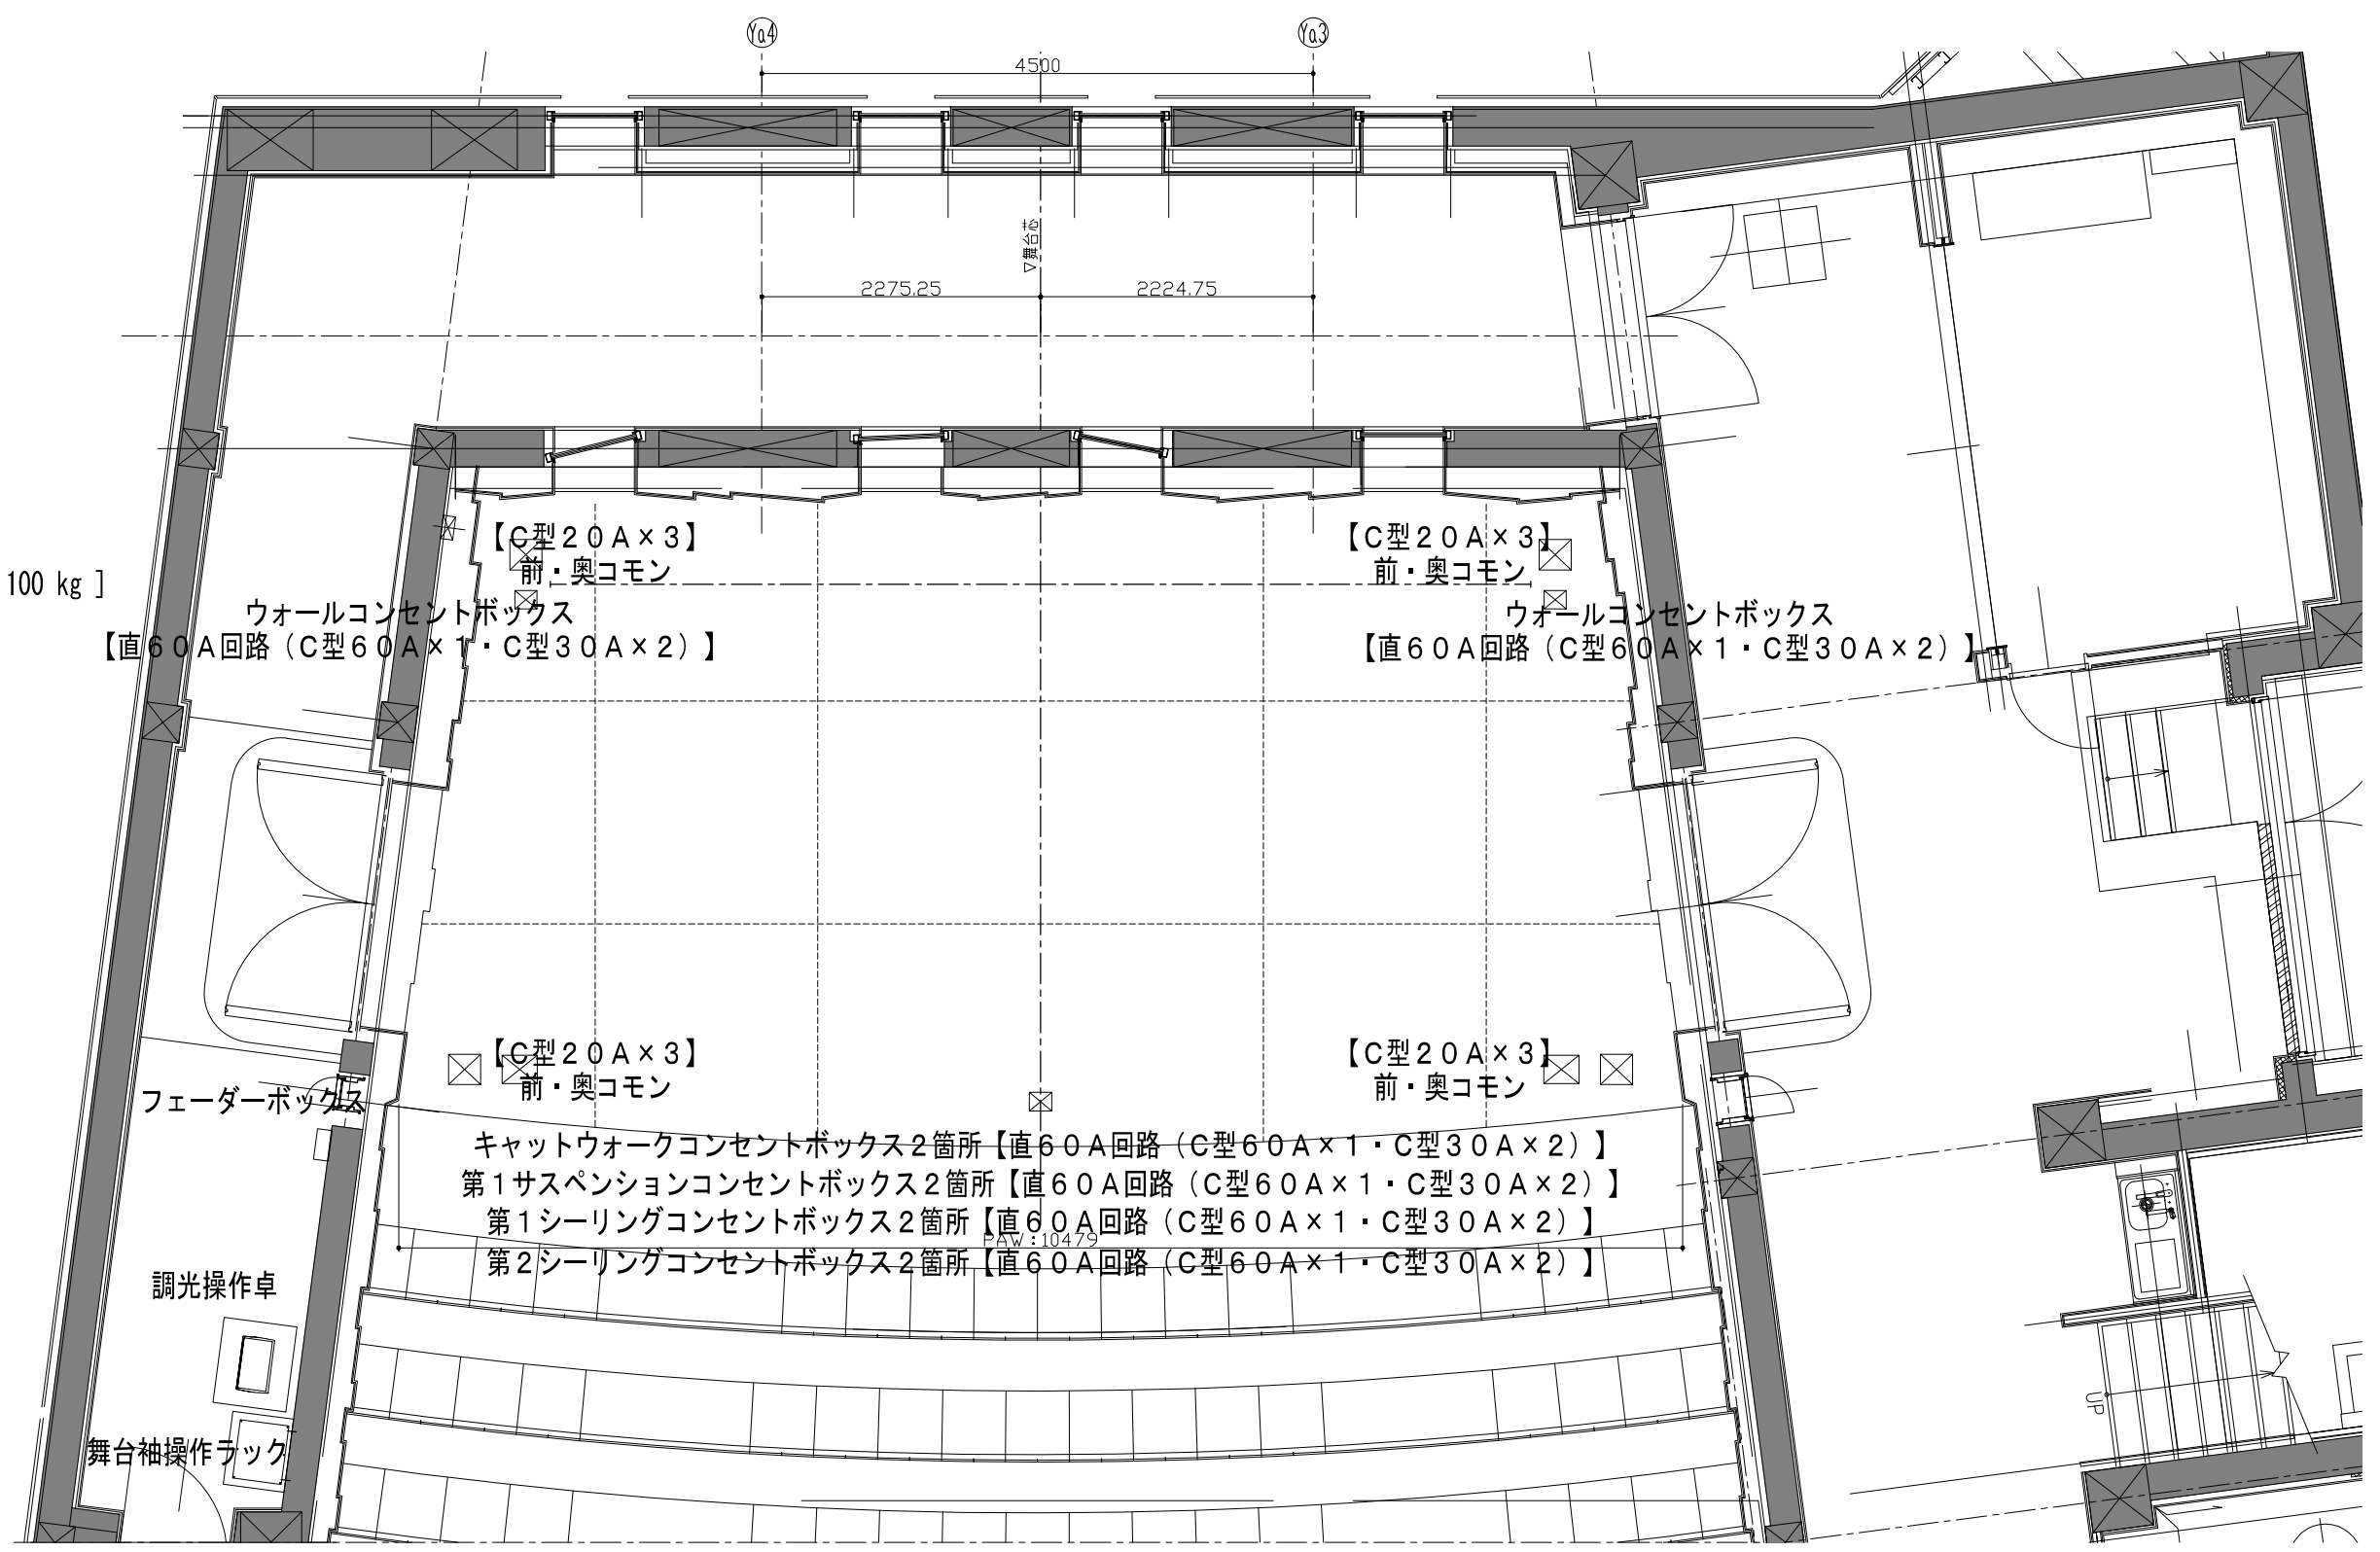 Ya4
Ya3
4500
▽舞台芯
2275.25
2224.75
【C型20A×3】
前・奥コモン
【C型20A×3】
前・奥コモン
100 kg ]
ウォールコンセントボックス
【直60A回路（C型60A×1・C型30A×2）】
ウォールコンセントボックス
【直60A回路（C型60A×1・C型30A×2）】
【C型20A×3】
前・奥コモン
【C型20A×3】
前・奥コモン
フェーダーボックス
キャットウォークコンセントボックス2箇所【直60A回路（C型60A×1・C型30A×2）】
第1サスペンションコンセントボックス2箇所【直60A回路（C型60A×1・C型30A×2）】
第1シーリングコンセントボックス2箇所【直60A回路（C型60A×1・C型30A×2）】
PAW:10479
第2シーリングコンセントボックス2箇所【直60A回路（C型60A×1・C型30A×2）】
調光操作卓
UP
舞台袖操作ラック